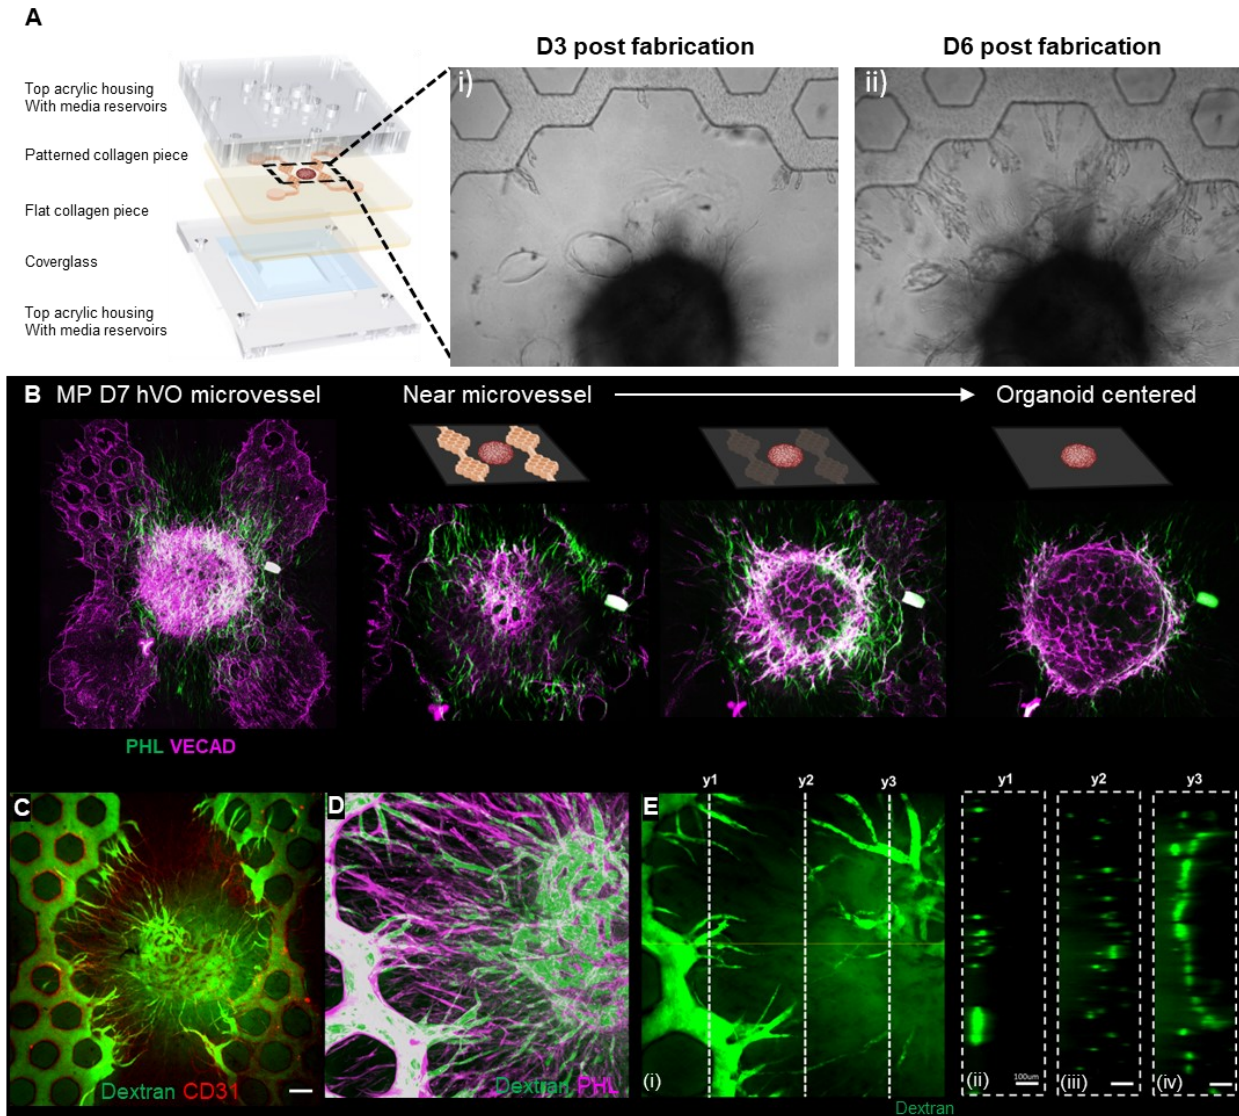 A
D3 post fabrication
D6 post fabrication
Top acrylic housing
With media reservoirs
Patterned collagen piece
Flat collagen piece
Coverglass
Top acrylic housing
With media reservoirs
i)
ii)
B MP D7 hVO microvessel
Near microvessel
Organoid centered
PHL VECAD
C
Dextran CD31
D
Dextran PHL
E
y1
y2
y3
(i)
Dextran
y1
y2
y3
(ii)
100um
(iii)
(iv)